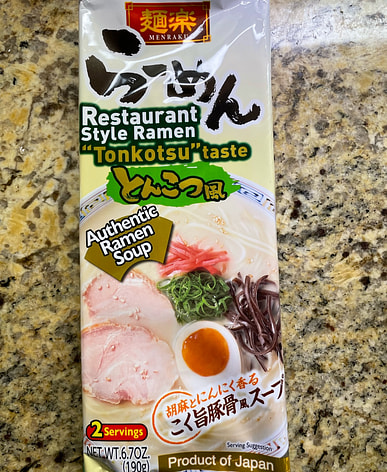 麺楽
MENRAKU
らーめん
Restaurant
Style Ramen
"Tonkotsu" taste
とんこつ風
Authentic
Ramen
Soup
胡麻とにんにく香る
こく旨豚骨風スープ
2 Servings
Serving Suggestion
NET WT. 6.7OZ.
(190g)
Product of Japan